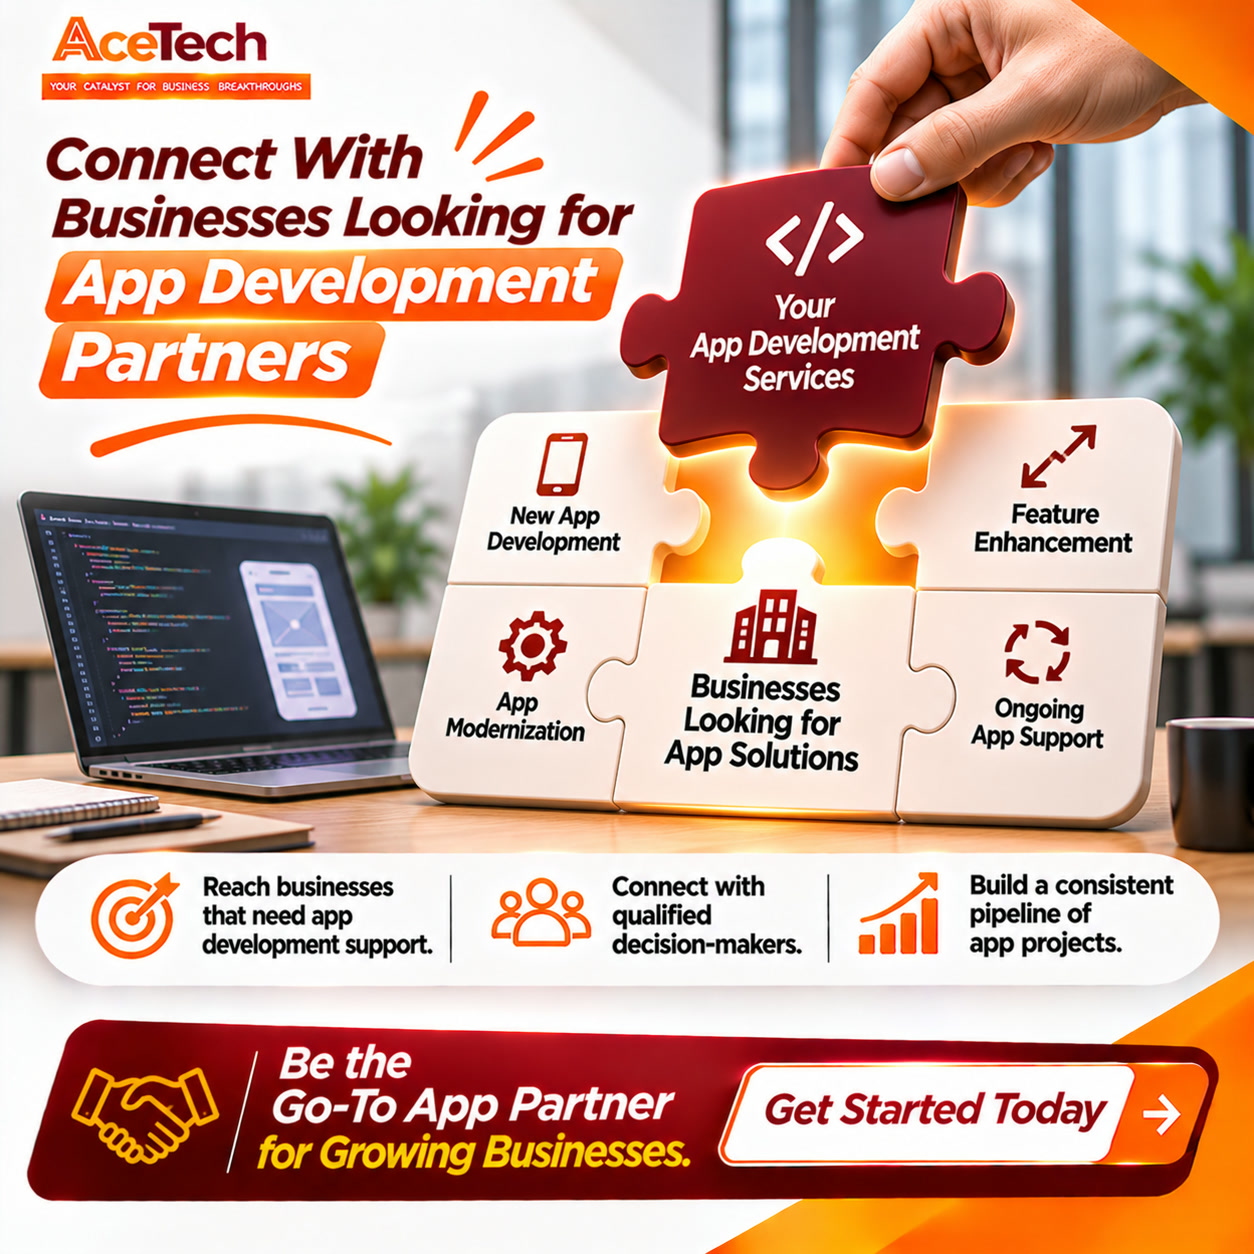 AceTech
YOUR CATALYST FOR BUSINESS BREAKTHROUGHS
Connect With
Businesses Looking for
App Development
Partners
</>
Your
App Development
Services
New App
Development
Feature
Enhancement
App
Modernization
Businesses
Looking for
App Solutions
Ongoing
App Support
Reach businesses
that need app
development support.
Connect with
qualified
decision-makers.
Build a consistent
pipeline of
app projects.
Be the
Go-To App Partner
for Growing Businesses.
Get Started Today